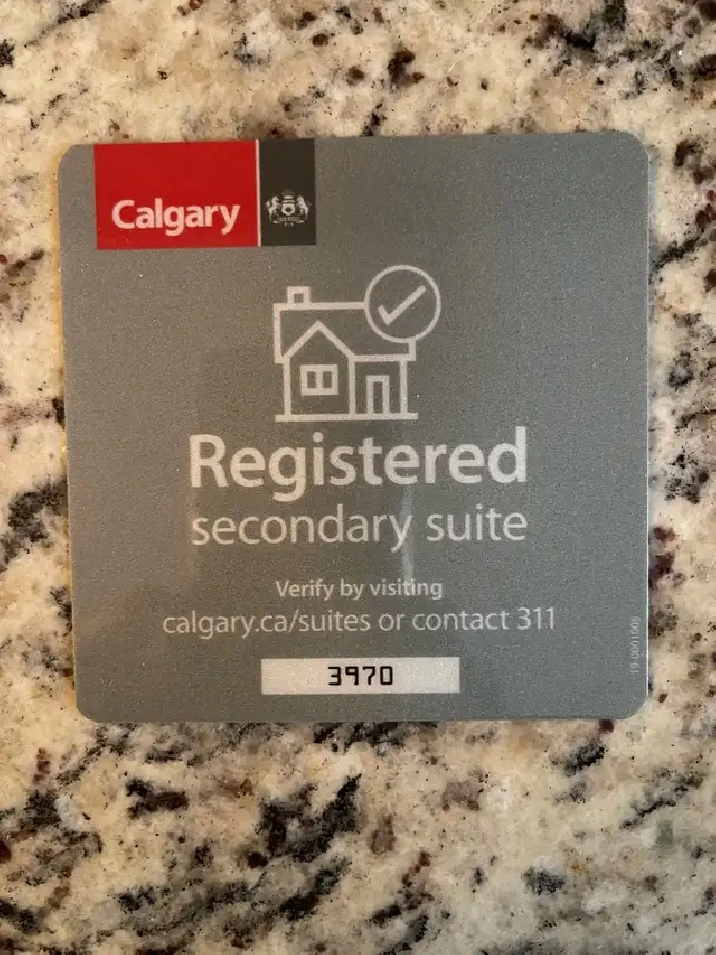 Calgary
Registered
secondary suite
Verify by visiting
calgary.ca/suites or contact 311
3970